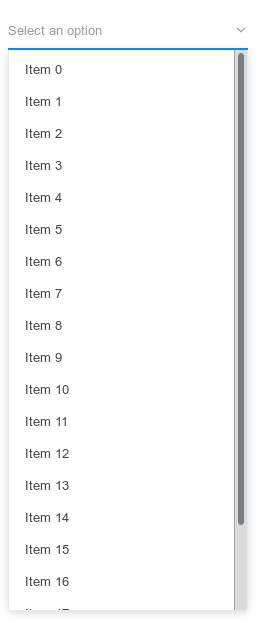 Select an option
Item 0
Item 1
Item 2
Item 3
Item 4
Item 5
Item 6
Item 7
Item 8
Item 9
Item 10
Item 11
Item 12
Item 13
Item 14
Item 15
Item 16